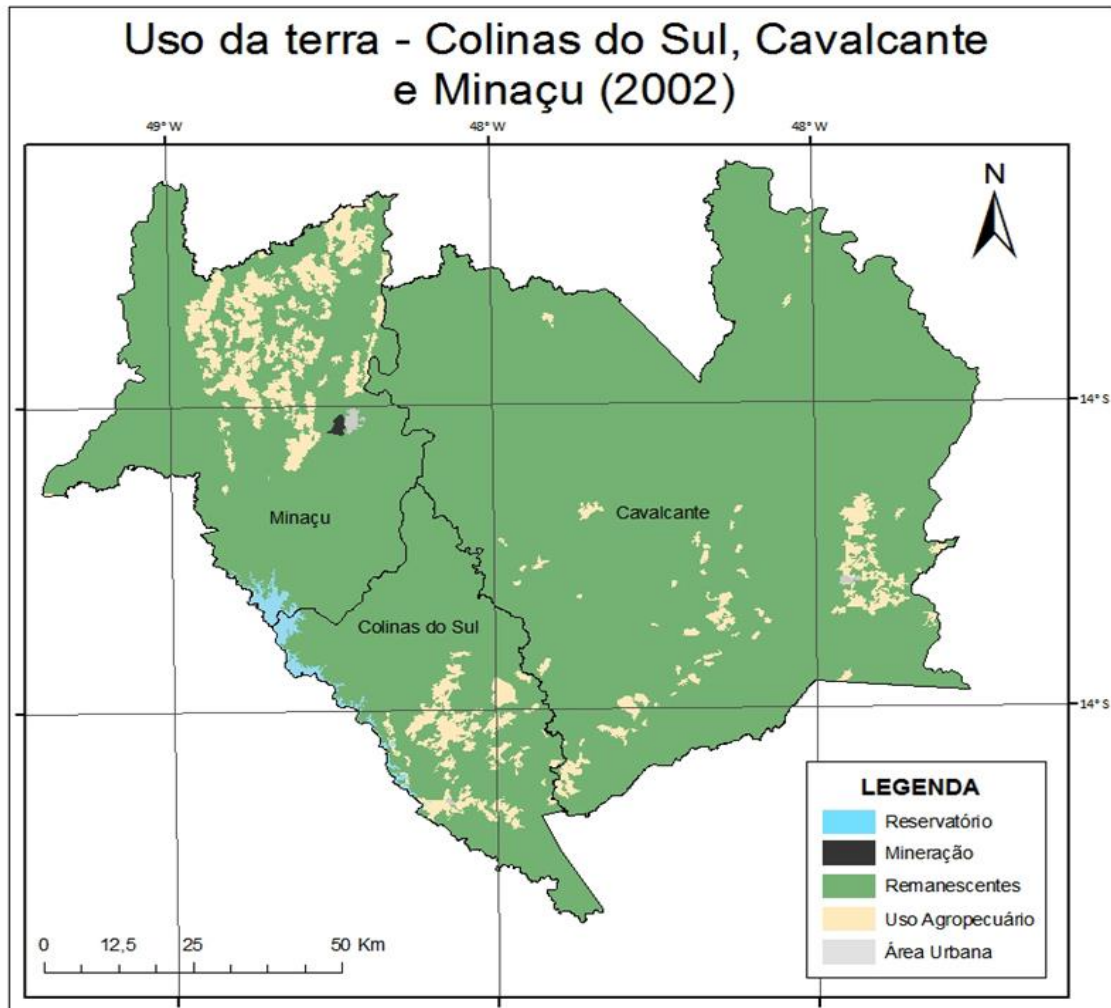 Uso da terra - Colinas do Sul, Cavalcante
e Minaçu (2002)
49° W
48° W
48° W
N
14° S
Minaçu
Cavalcante
Colinas do Sul
14° S
LEGENDA
Reservatório
Mineração
Remanescentes
Uso Agropecuário
Área Urbana
0 12,5 25 50 Km